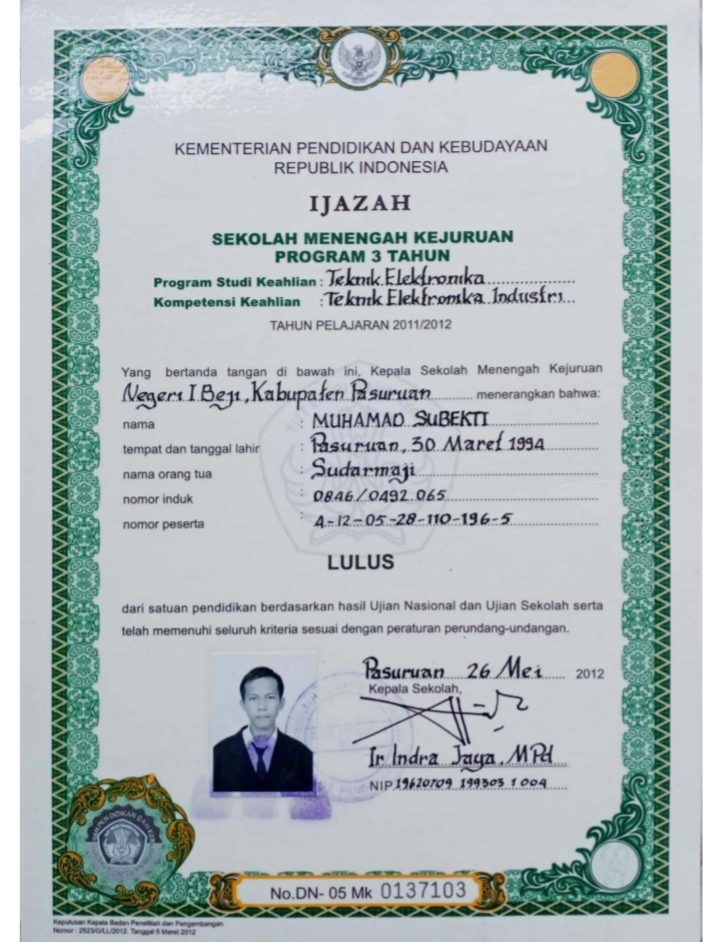 KEMENTERIAN PENDIDIKAN DAN KEBUDAYAAN
REPUBLIK INDONESIA
IJAZAH
SEKOLAH MENENGAH KEJURUAN
PROGRAM 3 TAHUN
Program Studi Keahlian : Teknik Elektronika
Kompetensi Keahlian : Teknik Elektronika Industri
TAHUN PELAJARAN 2011/2012
Yang bertanda tangan di bawah ini, Kepala Sekolah Menengah Kejuruan
Negeri I Beji, Kabupaten Pasuruan menerangkan bahwa:
nama : MUHAMAD SUBEKTI
tempat dan tanggal lahir : Pasuruan, 30 Maret 1994
nama orang tua : Sudarmaji
nomor induk : 0846/0492.065
nomor peserta : 4-12-05-28-110-196-5
LULUS
dari satuan pendidikan berdasarkan hasil Ujian Nasional dan Ujian Sekolah serta
telah memenuhi seluruh kriteria sesuai dengan peraturan perundang-undangan.
Pasuruan 26 Mei 2012
Kepala Sekolah,
Ir Indra Jaya, MPd
NIP 19620709 199303 1 004
No.DN- 05 Mk 0137103
Keputusan Kepala Badan Penelitian dan Pengembangan
Nomor : 2623/G/LL/2012, Tanggal 5 Maret 2012